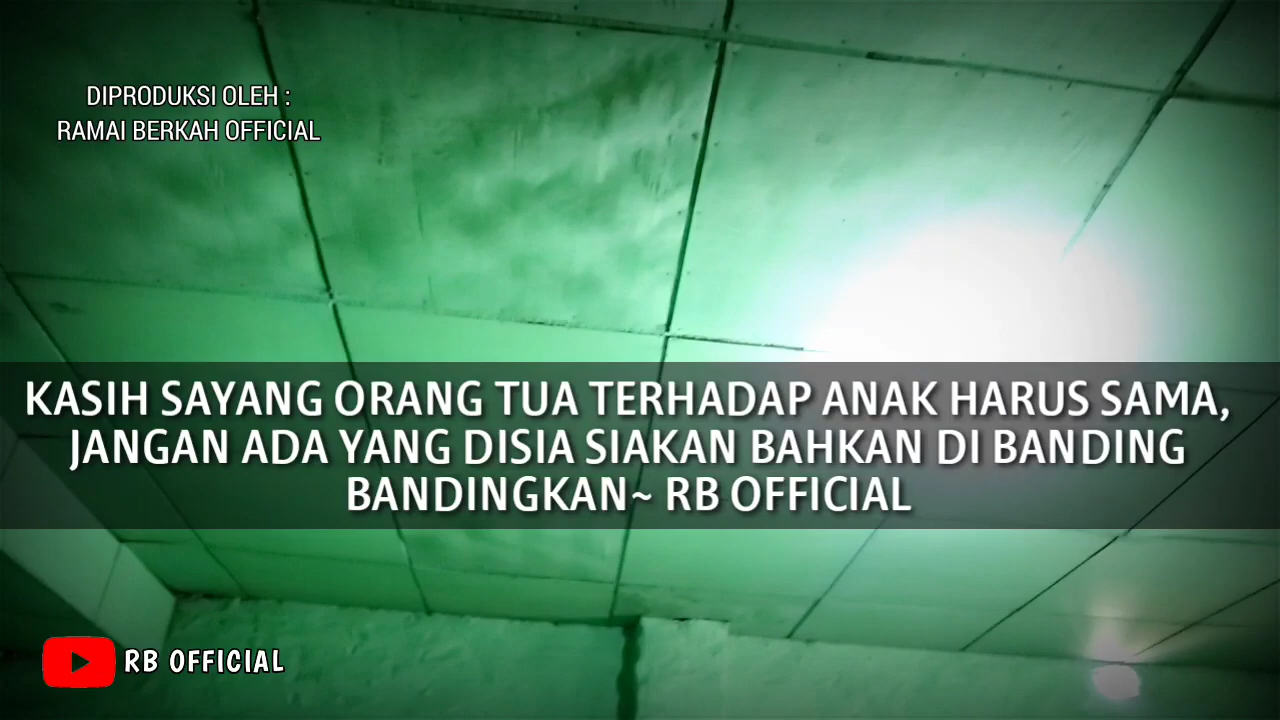 DIPRODUKSI OLEH :
RAMAI BERKAH OFFICIAL
KASIH SAYANG ORANG TUA TERHADAP ANAK HARUS SAMA,
JANGAN ADA YANG DISIA SIAKAN BAHKAN DI BANDING
BANDINGKAN~ RB OFFICIAL
RB OFFICIAL